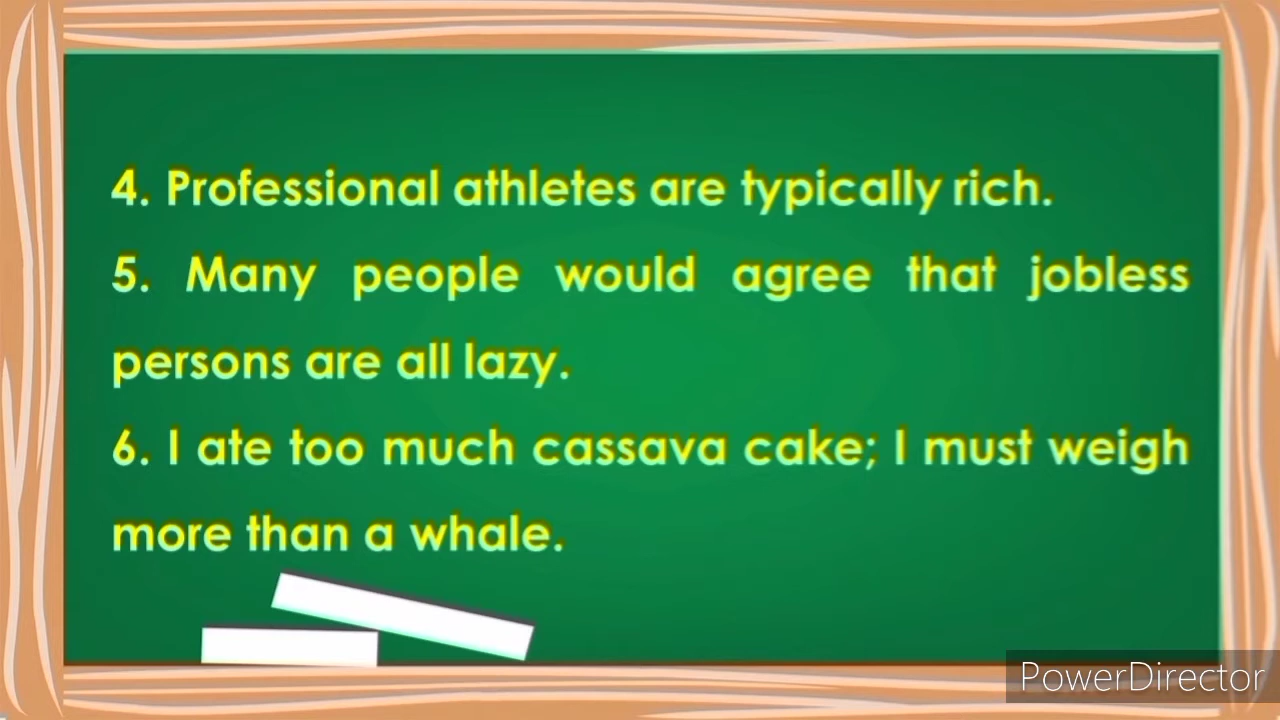 4. Professional athletes are typically rich.
5. Many people would agree that jobless
persons are all lazy.
6. I ate too much cassava cake; I must weigh
more than a whale.
PowerDirector